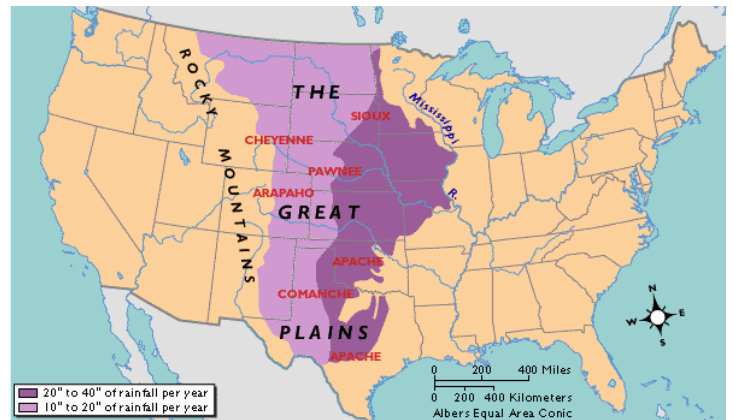 ROCKY
MOUNTAINS
THE
GREAT
PLAINS
Mississippi
R.
SIOUX
CHEYENNE
PAWNEE
ARAPAHO
APACHE
COMANCHE
APACHE
N
W
E
S
0 200 400 Miles
0 200 400 Kilometers
Albers Equal Area Conic
20" to 40" of rainfall per year
10" to 20" of rainfall per year